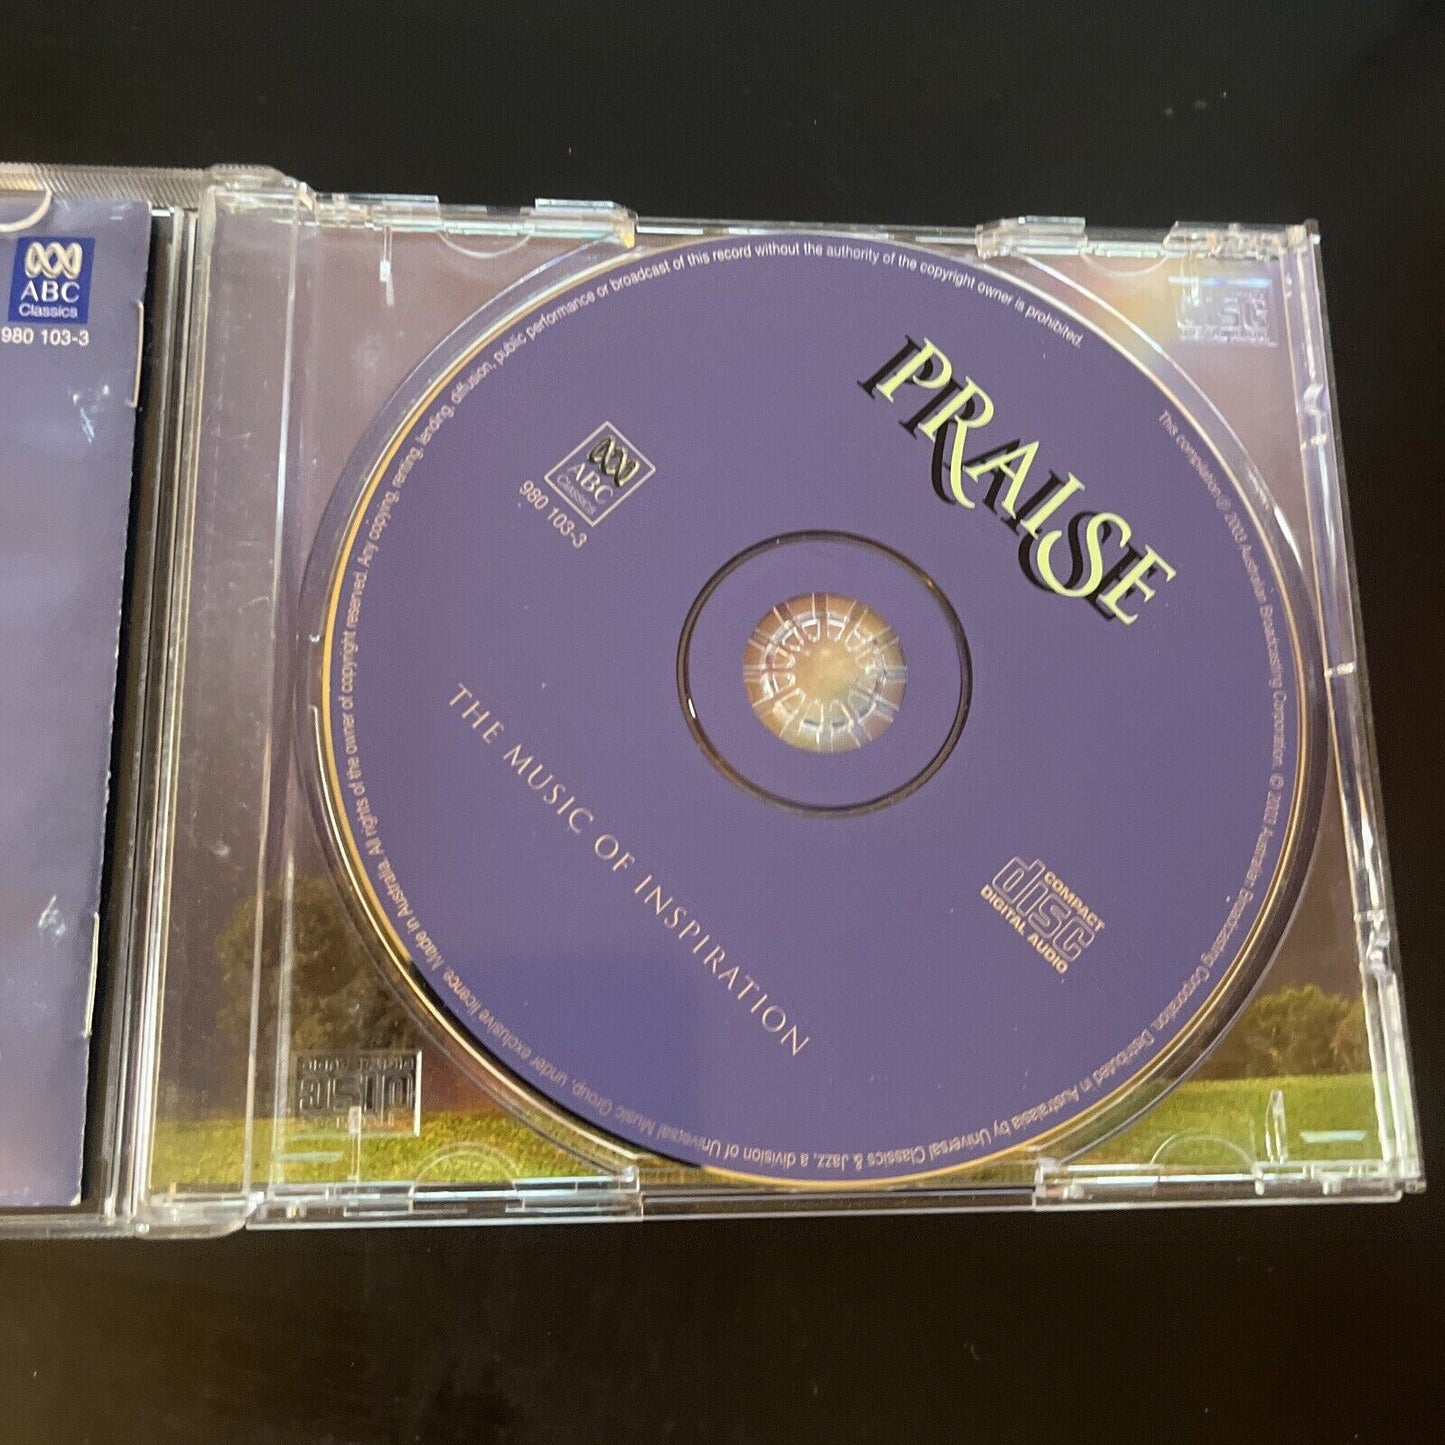 ABC
Classics
980 103-3
PRAISE
ABC
Classics
980 103-3
THE MUSIC OF INSPIRATION
COMPACT
disc
DIGITAL AUDIO
This compilation ℗ 2003 Australian Broadcasting Corporation. © 2003 Australian Broadcasting Corporation. Distributed in Australasia by Universal Classics & Jazz, a division of Universal Music Group, under exclusive licence. Made in Australia. All rights of the owner of copyright reserved. Any copying, renting, lending, diffusion, public performance or broadcast of this record without the authority of the copyright owner is prohibited.
disc